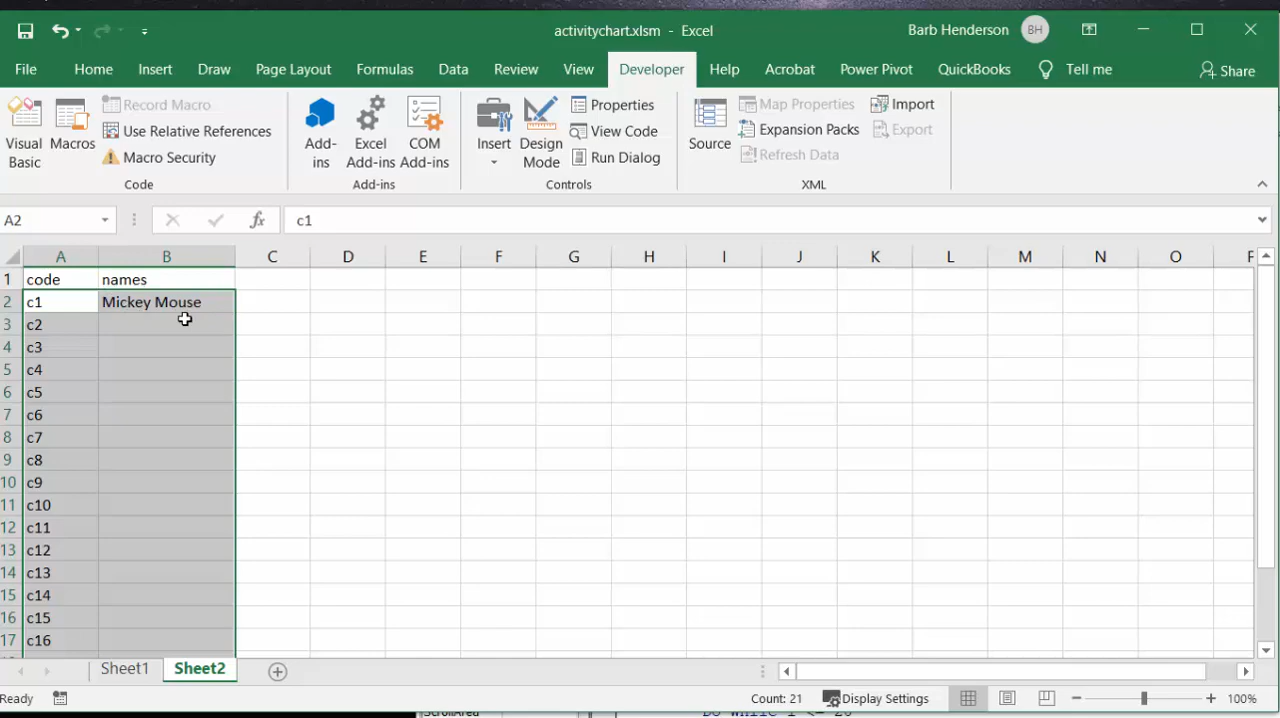 activitychart.xlsm - Excel
Barb Henderson BH
File Home Insert Draw Page Layout Formulas Data Review View Developer Help Acrobat Power Pivot QuickBooks Tell me Share
Visual Basic
Macros
Record Macro
Use Relative References
Macro Security
Code
Add-ins
Excel Add-ins
COM Add-ins
Add-ins
Insert
Design Mode
Properties
View Code
Run Dialog
Controls
Source
Map Properties
Expansion Packs
Refresh Data
Import
Export
XML
A2 fx c1
A B C D E F G H I J K L M N O P
1 code names
2 c1 Mickey Mouse
3 c2
4 c3
5 c4
6 c5
7 c6
8 c7
9 c8
10 c9
11 c10
12 c11
13 c12
14 c13
15 c14
16 c15
17 c16
Sheet1 Sheet2
Ready Count: 21 Display Settings 100%
ScrollArea